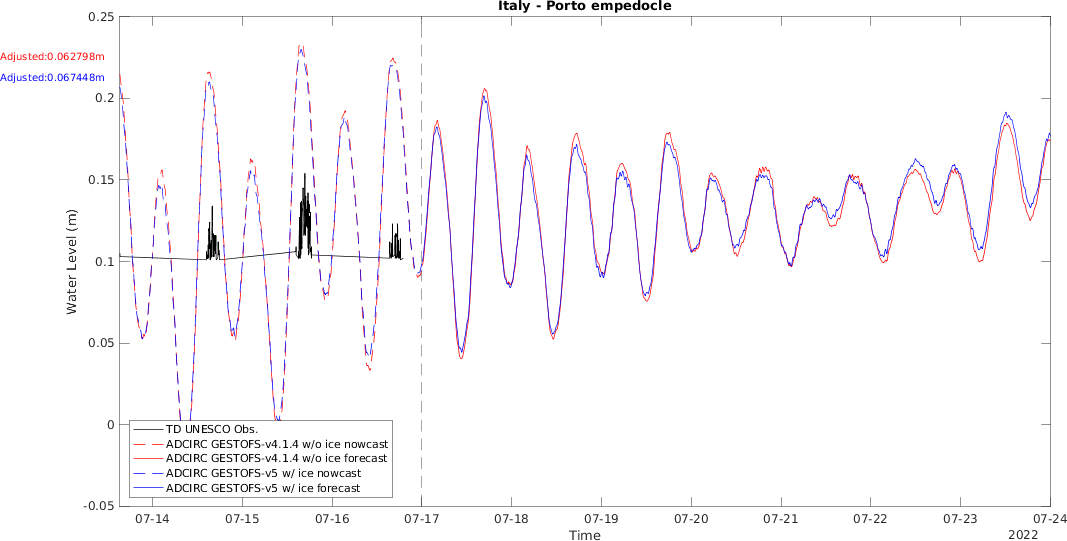 Italy - Porto empedocle
Adjusted:0.062798m
Adjusted:0.067448m
0.25
0.2
0.15
0.1
0.05
0
-0.05
Water Level (m)
TD UNESCO Obs.
ADCIRC GESTOFS-v4.1.4 w/o ice nowcast
ADCIRC GESTOFS-v4.1.4 w/o ice forecast
ADCIRC GESTOFS-v5 w/ ice nowcast
ADCIRC GESTOFS-v5 w/ ice forecast
07-14 07-15 07-16 07-17 07-18 07-19 07-20 07-21 07-22 07-23 07-24
Time
2022